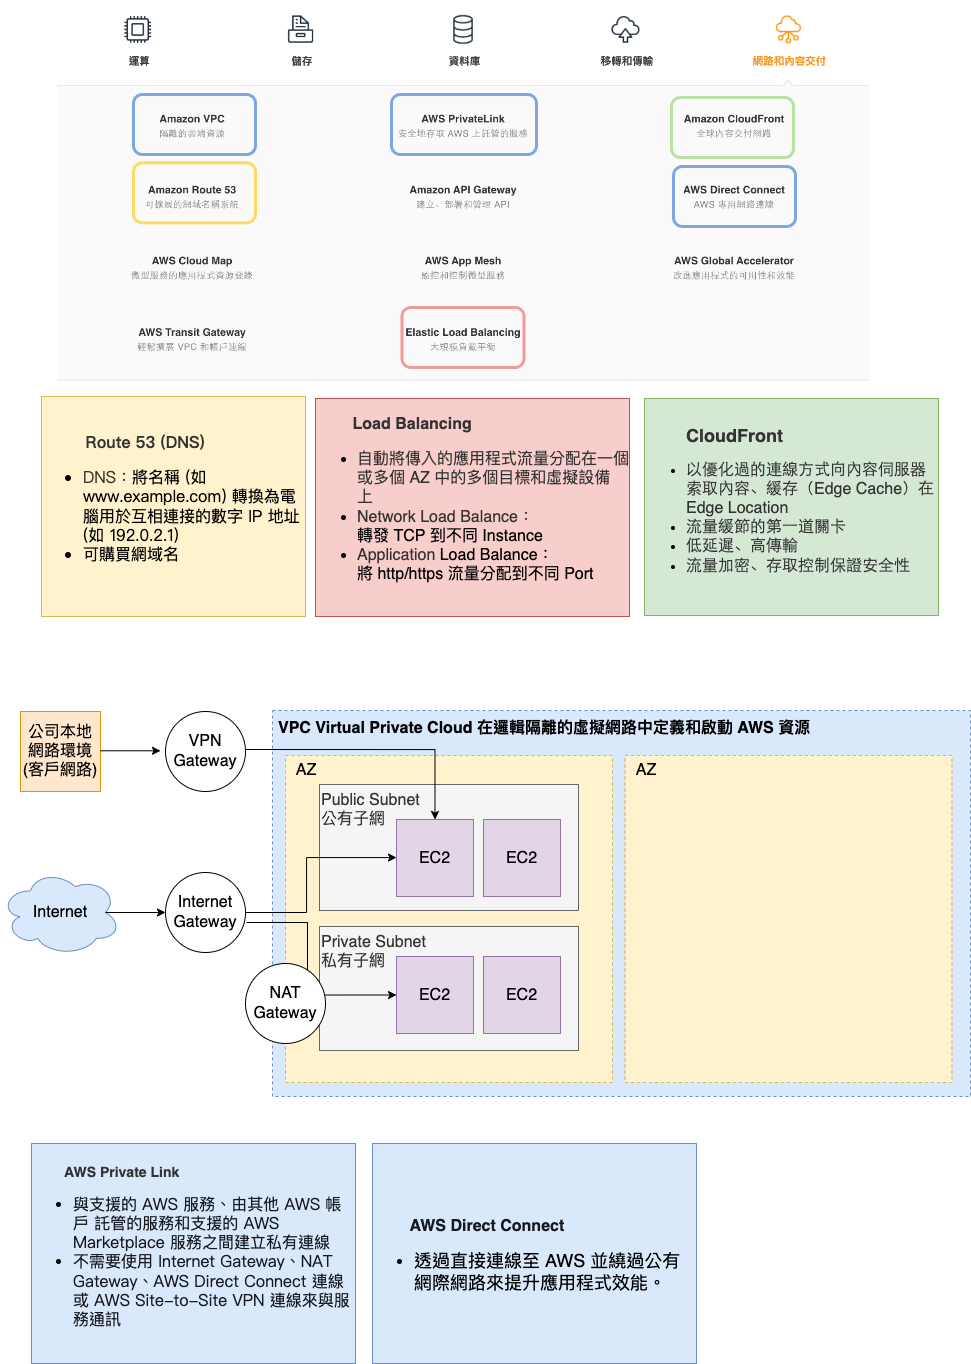 運算
儲存
資料庫
移轉和傳輸
網路和內容交付
Amazon VPC
隔離的雲端資源
AWS PrivateLink
安全地存取 AWS 上託管的服務
Amazon CloudFront
全球內容交付網路
Amazon Route 53
可擴展的網域名稱系統
Amazon API Gateway
建立、部署和管理 API
AWS Direct Connect
AWS 專用網路連線
AWS Cloud Map
微型服務的應用程式資源登錄
AWS App Mesh
監控和控制微型服務
AWS Global Accelerator
改進應用程式的可用性和效能
AWS Transit Gateway
輕鬆擴展 VPC 和帳戶連線
Elastic Load Balancing
大規模負載平衡
Route 53 (DNS)
• DNS：將名稱 (如
www.example.com) 轉換為電
腦用於互相連接的數字 IP 地址
(如 192.0.2.1)
• 可購買網域名
Load Balancing
• 自動將傳入的應用程式流量分配在一個
或多個 AZ 中的多個目標和虛擬設備
上
• Network Load Balance：
轉發 TCP 到不同 Instance
• Application Load Balance：
將 http/https 流量分配到不同 Port
CloudFront
• 以優化過的連線方式向內容伺服器
索取內容、緩存（Edge Cache）在
Edge Location
• 流量緩節的第一道關卡
• 低延遲、高傳輸
• 流量加密、存取控制保證安全性
公司本地
網路環境
(客戶網路)
VPN
Gateway
VPC Virtual Private Cloud 在邏輯隔離的虛擬網路中定義和啟動 AWS 資源
AZ
AZ
Public Subnet
公有子網
EC2
EC2
Internet
Internet
Gateway
Private Subnet
私有子網
EC2
EC2
NAT
Gateway
AWS Private Link
• 與支援的 AWS 服務、由其他 AWS 帳
戶 託管的服務和支援的 AWS
Marketplace 服務之間建立私有連線
• 不需要使用 Internet Gateway、NAT
Gateway、AWS Direct Connect 連線
或 AWS Site–to–Site VPN 連線來與服
務通訊
AWS Direct Connect
• 透過直接連線至 AWS 並繞過公有
網際網路來提升應用程式效能。